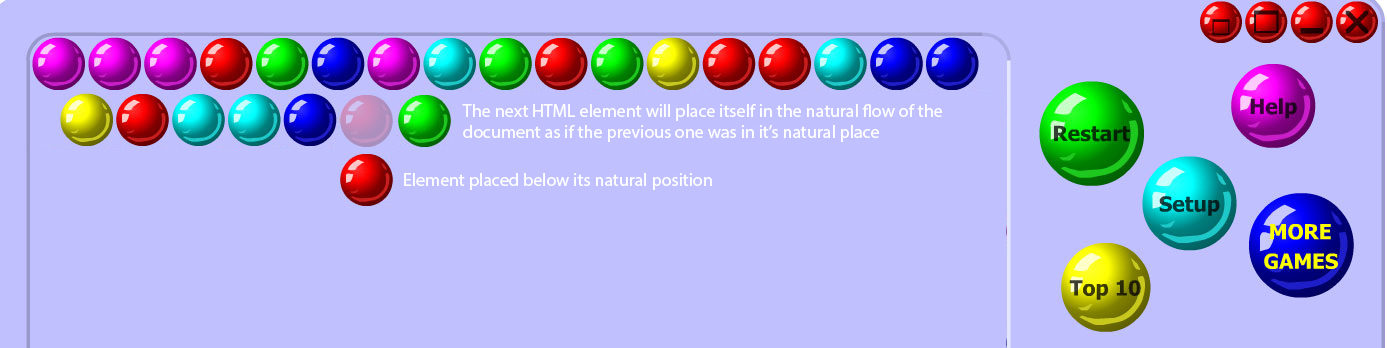 The next HTML element will place itself in the natural flow of the
document as if the previous one was in it's natural place
Element placed below its natural position
Restart
Help
Setup
MORE
GAMES
Top 10